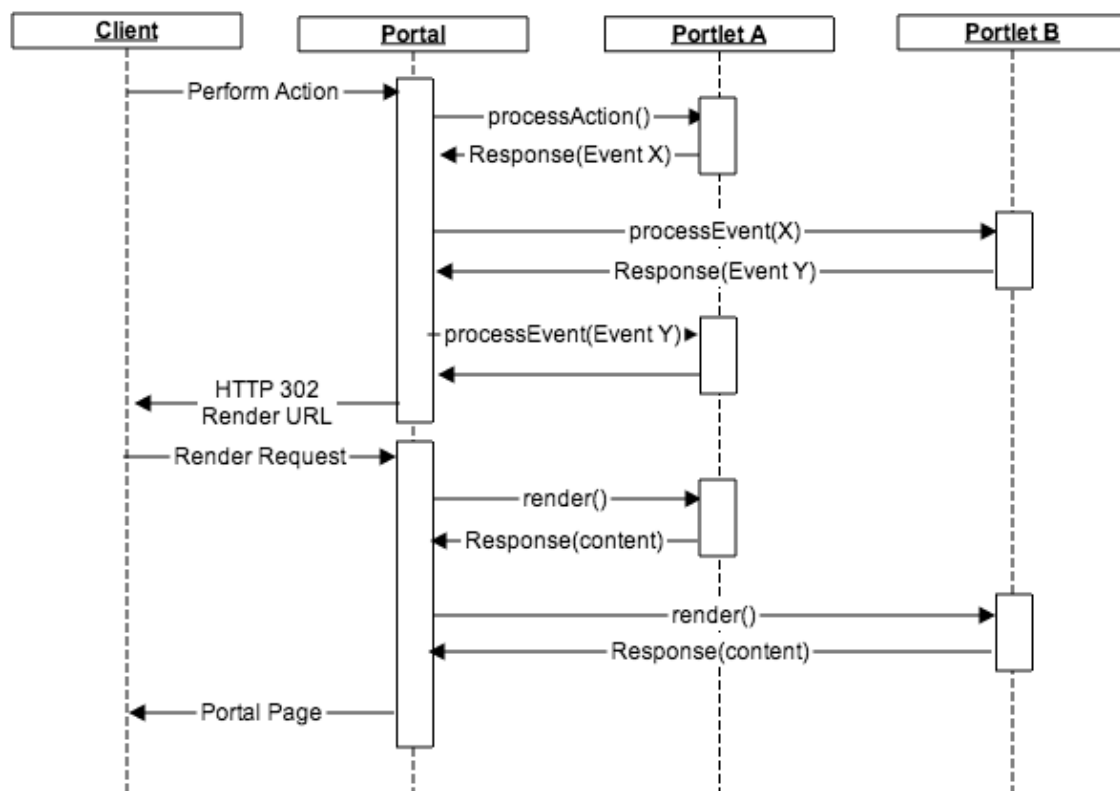 Client
Portal
Portlet A
Portlet B
Perform Action
processAction()
Response(Event X)
processEvent(X)
Response(Event Y)
processEvent(Event Y)
HTTP 302
Render URL
Render Request
render()
Response(content)
render()
Response(content)
Portal Page